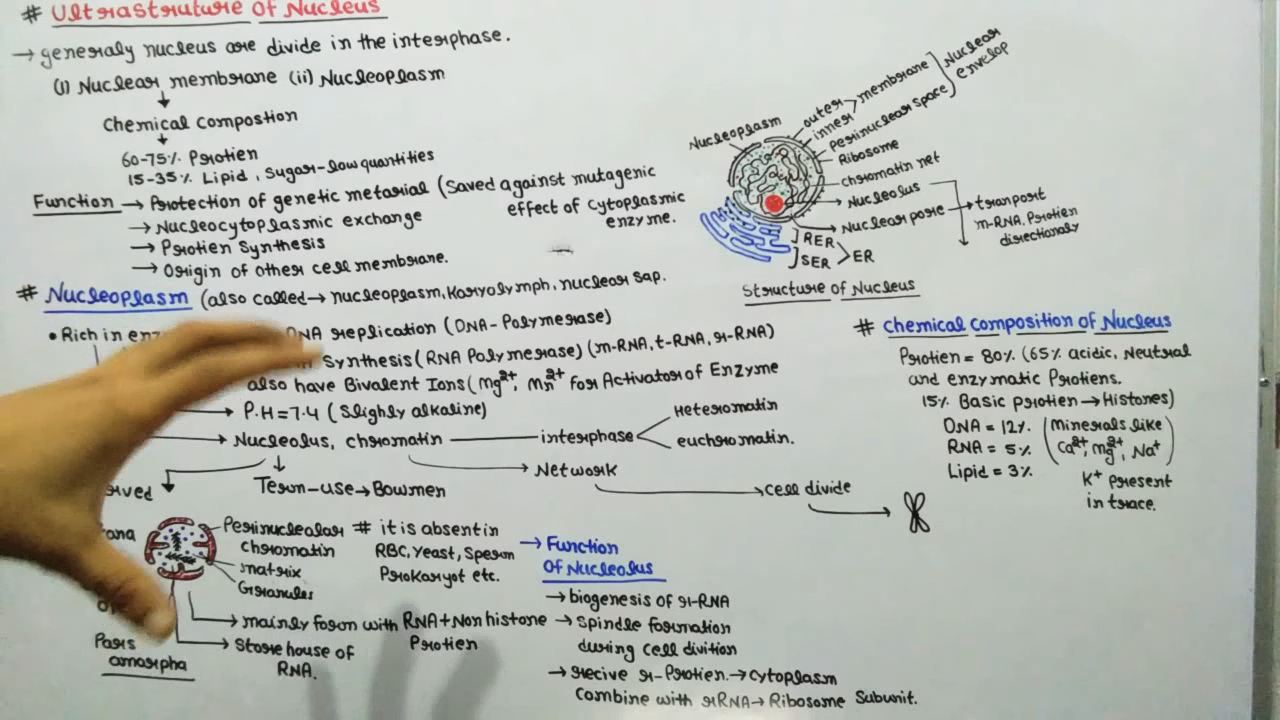 # Ultrastruture of Nucleus
→ generaly nucleus are divide in the interphase.
(i) Nuclear membrane (ii) Nucleoplasm
Chemical Compostion
60-75% Protien
15-35% Lipid, Sugar-low quantities
Function → Protection of genetic metarial (Saved against mutagenic
effect of Cytoplasmic
enzyme.
→ Nucleocytoplasmic exchange
→ Protien Synthesis
→ Origin of other cell membrane.
Nucleoplasm
outer
inner
membrane
Perinuclear Space
Nuclear
envelop
Ribosome
chromatin net
Nucleolus
Nuclear pore → tranport
m-RNA, Protien
directionaly
RER
SER
ER
Structure of Nucleus
# Nucleoplasm (also called → nucleoplasm, Karyolymph, nuclear sap.
• Rich in
DNA replication (DNA-Polymerase)
Synthesis (RNA Polymerase) (m-RNA, t-RNA, r-RNA)
also have Bivalent Ions (Mg2+, Mn2+ for Activator of Enzyme
→ P.H = 7.4 (Slightly alkaline)
→ Nucleolus, chromatin — interphase
Heteromatin
euchromatin.
→ Network → cell divide →
Term-use → Bowmen
Perinucleolar
chromatin
matrix
Granules
# it is absent in
RBC, Yeast, Sperm
Prokaryot etc.
→ mainly form with RNA + Non histone
Protien
→ Store house of
RNA.
Pars
amorpha
→ Function
Of Nucleolus
→ biogenesis of r-RNA
→ Spindle formation
during cell divition
→ recive r-Protien. → cytoplasm
Combine with rRNA → Ribosome Subunit.
# Chemical composition of Nucleus
Protien = 80% (65% acidic, Neutral
and enzymatic Protiens.
15% Basic protien → Histones)
DNA = 12%.
RNA = 5%
Lipid = 3%
(Minerals like
Ca2+, mg2+, Na+)
K+ present
in trace.